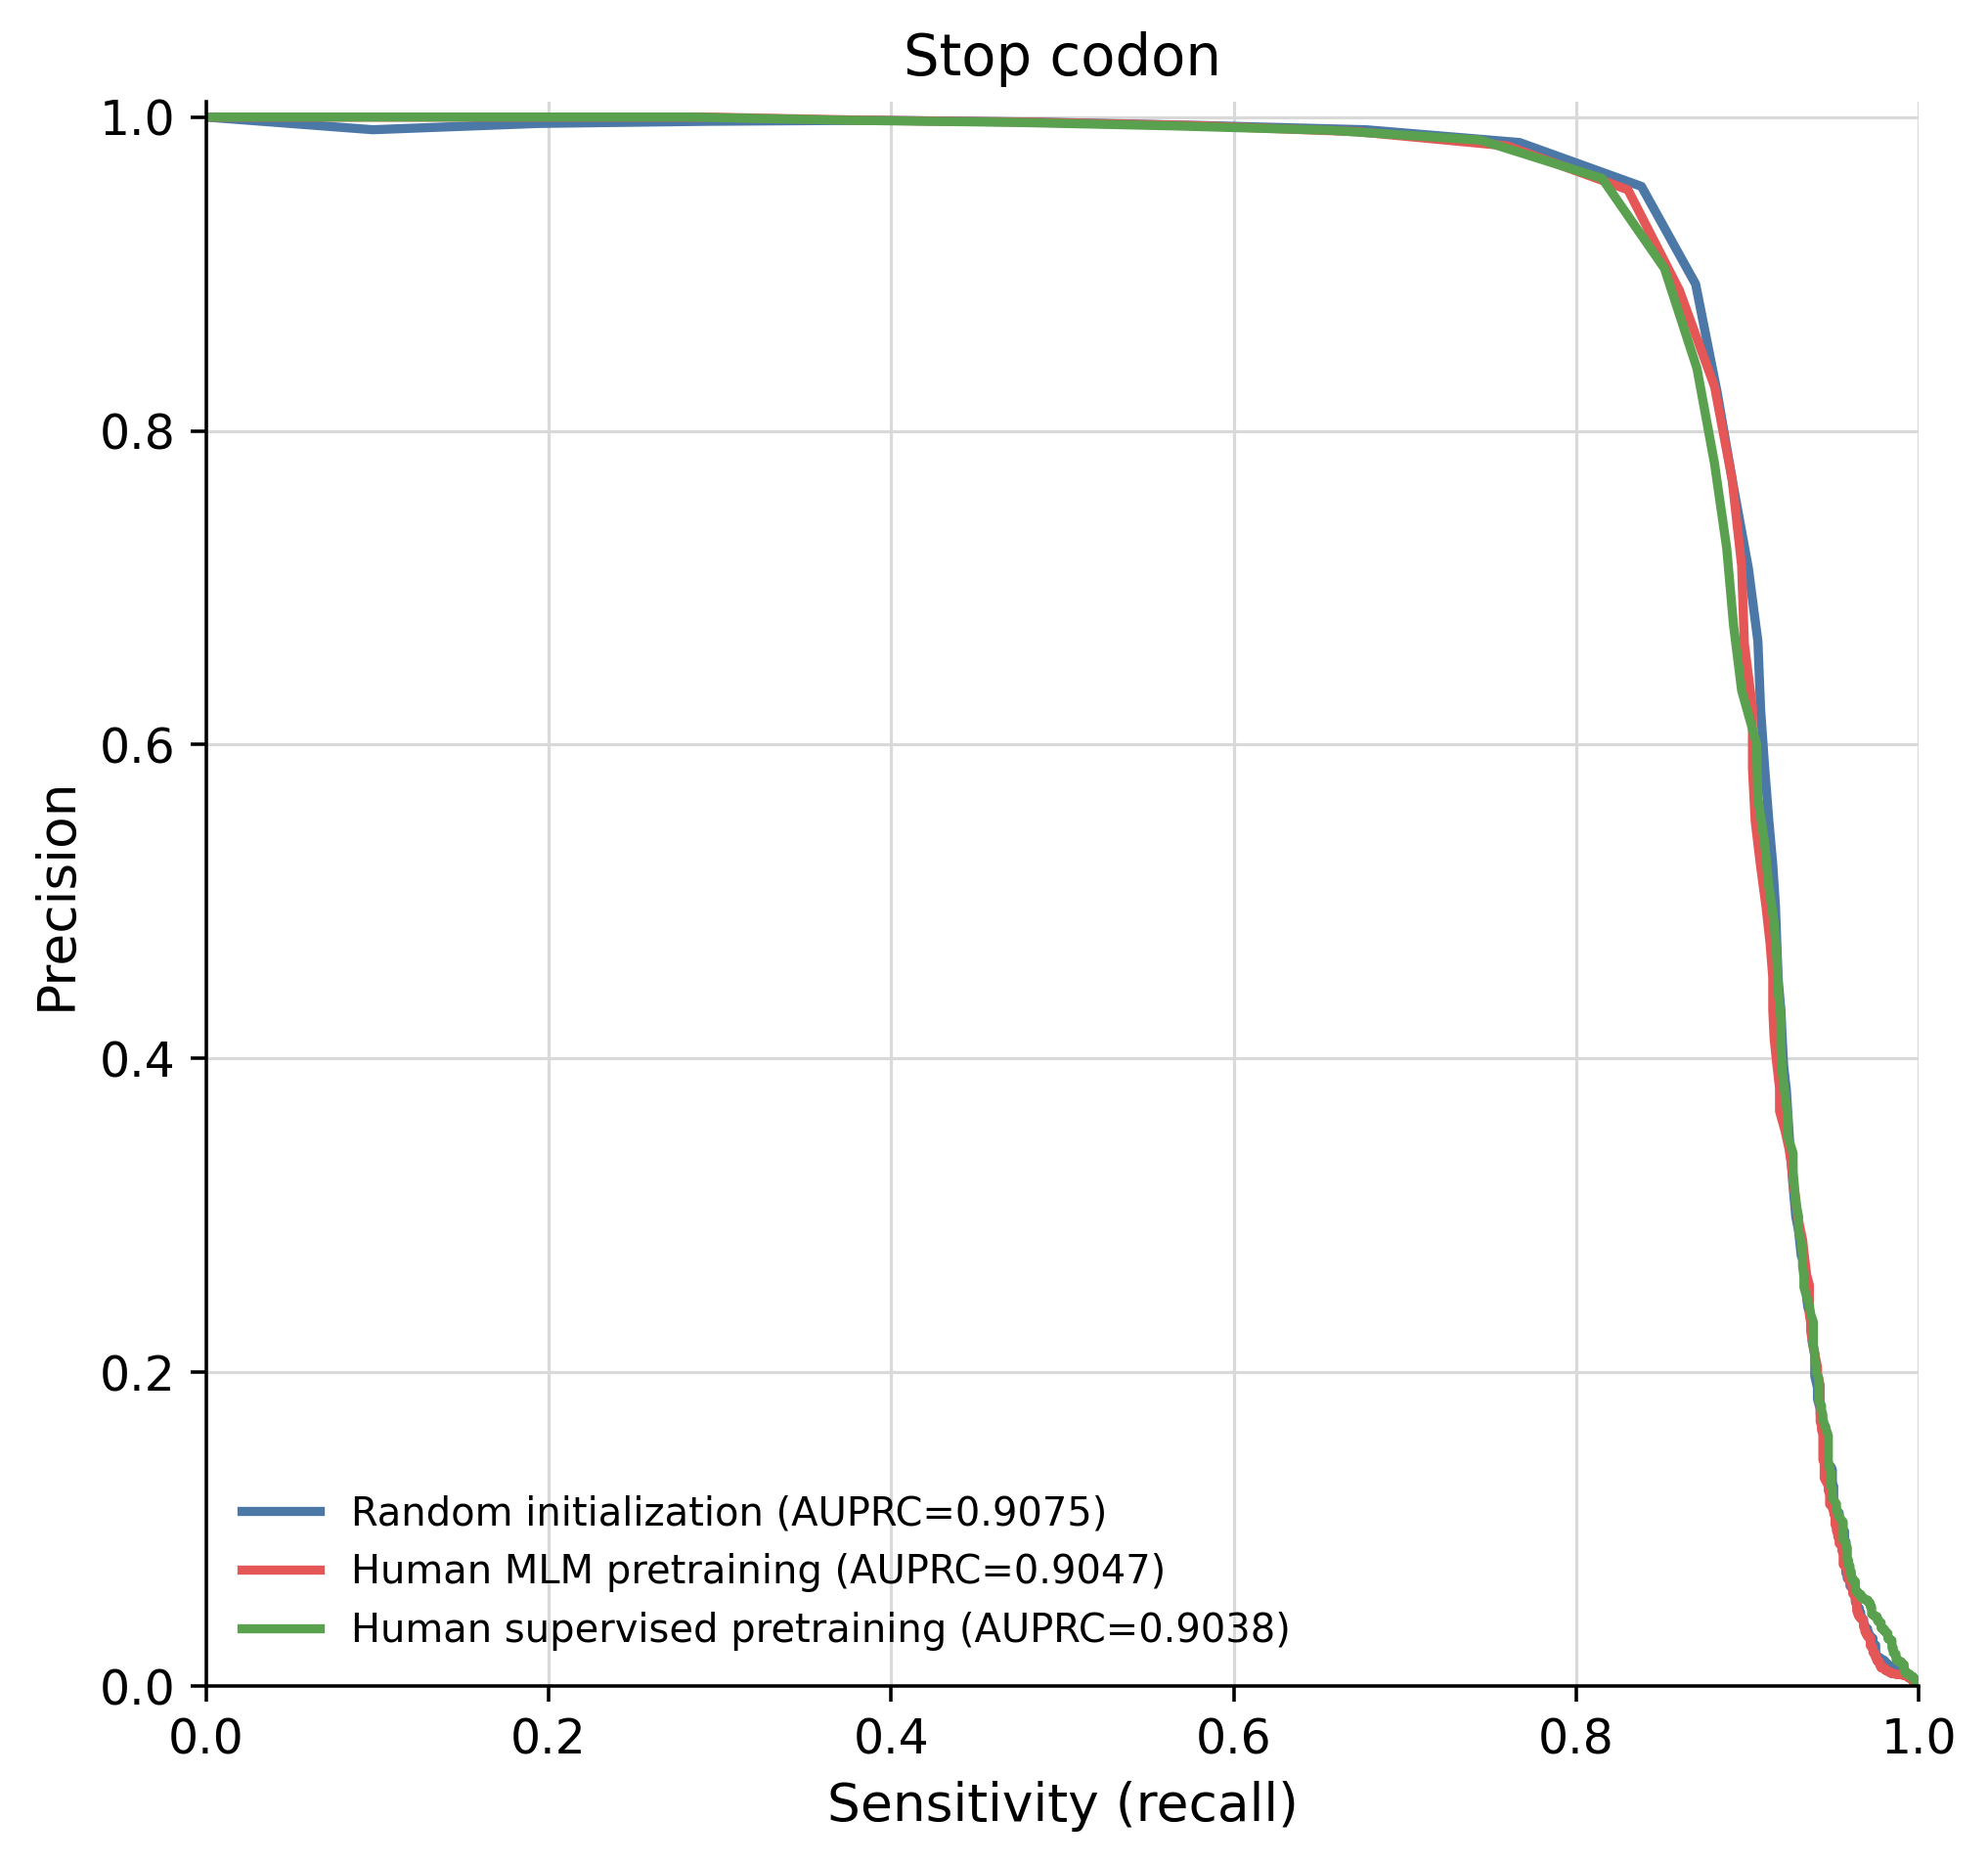 Stop codon
1.0
0.8
0.6
0.4
0.2
0.0
Precision
Random initialization (AUPRC=0.9075)
Human MLM pretraining (AUPRC=0.9047)
Human supervised pretraining (AUPRC=0.9038)
0.0 0.2 0.4 0.6 0.8 1.0
Sensitivity (recall)